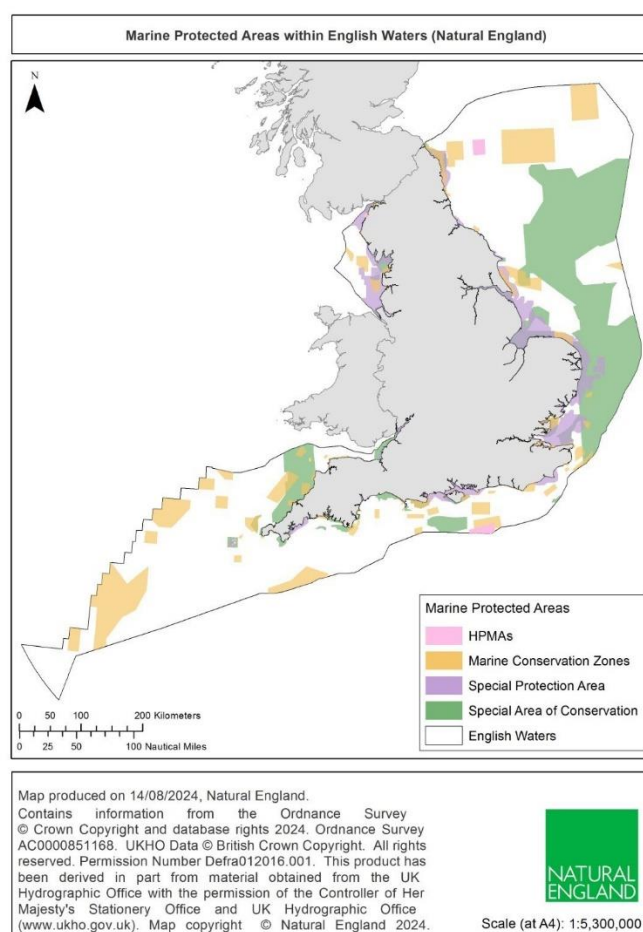 Marine Protected Areas within English Waters (Natural England)
N
Marine Protected Areas
HPMAs
Marine Conservation Zones
Special Protection Area
Special Area of Conservation
English Waters
0 50 100 200 Kilometers
0 25 50 100 Nautical Miles
Map produced on 14/08/2024, Natural England.
Contains information from the Ordnance Survey
© Crown Copyright and database rights 2024. Ordnance Survey
AC0000851168. UKHO Data © British Crown Copyright. All rights
reserved. Permission Number Defra012016.001. This product has
been derived in part from material obtained from the UK
Hydrographic Office with the permission of the Controller of Her
Majesty's Stationery Office and UK Hydrographic Office
(www.ukho.gov.uk). Map copyright © Natural England 2024.
NATURAL
ENGLAND
Scale (at A4): 1:5,300,000